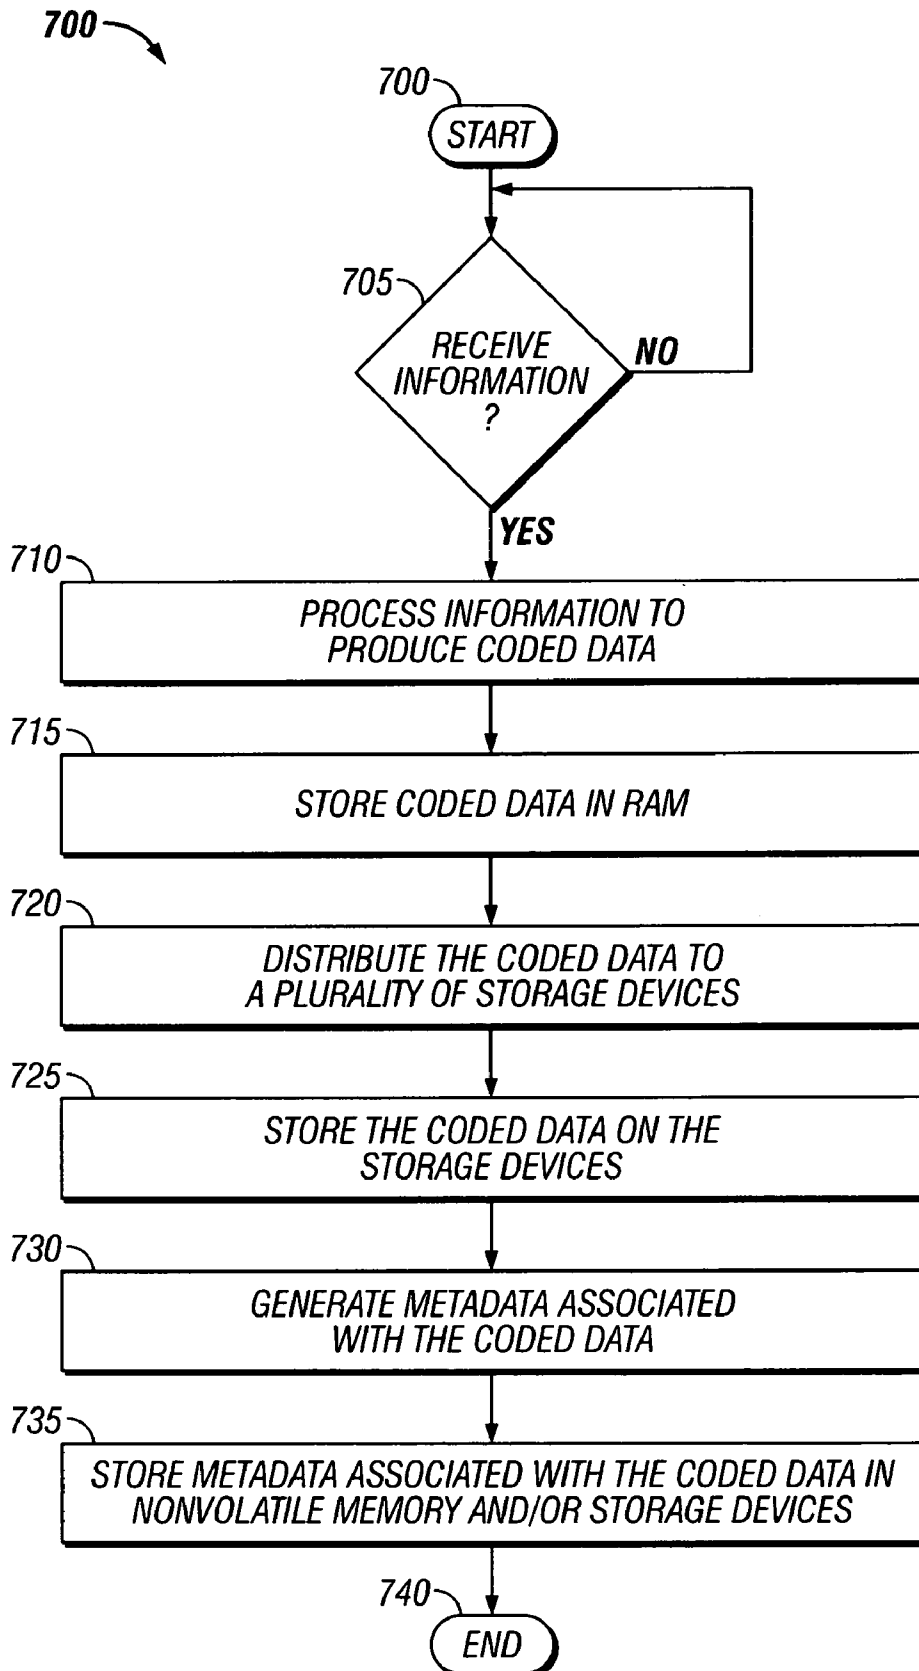 700
700
START
705
RECEIVE
INFORMATION
?
NO
YES
710
PROCESS INFORMATION TO
PRODUCE CODED DATA
715
STORE CODED DATA IN RAM
720
DISTRIBUTE THE CODED DATA TO
A PLURALITY OF STORAGE DEVICES
725
STORE THE CODED DATA ON THE
STORAGE DEVICES
730
GENERATE METADATA ASSOCIATED
WITH THE CODED DATA
735
STORE METADATA ASSOCIATED WITH THE CODED DATA IN
NONVOLATILE MEMORY AND/OR STORAGE DEVICES
740
END